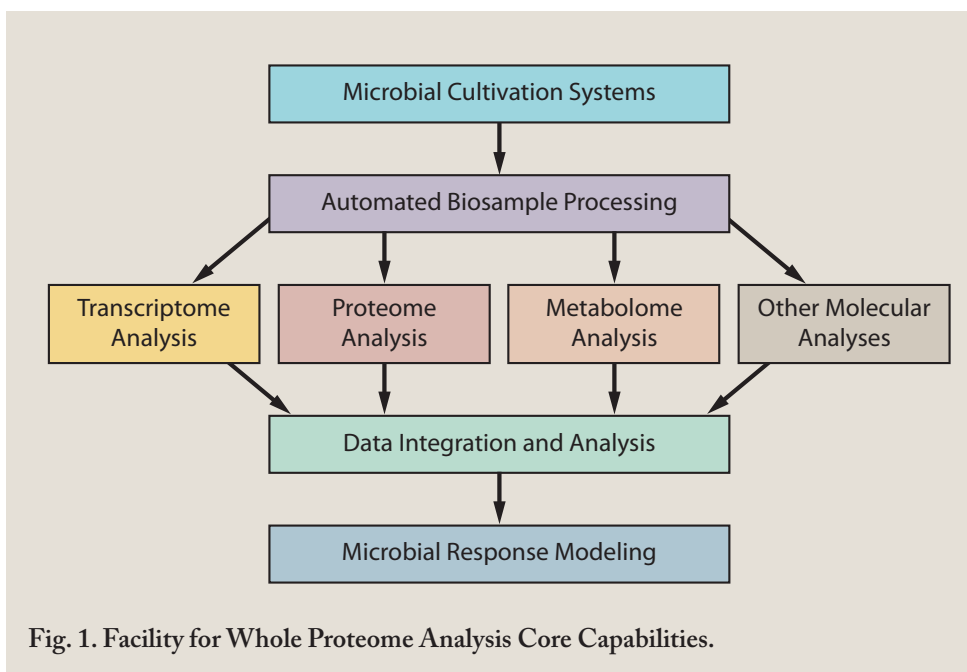 Microbial Cultivation Systems
Automated Biosample Processing
Transcriptome
Analysis
Proteome
Analysis
Metabolome
Analysis
Other Molecular
Analyses
Data Integration and Analysis
Microbial Response Modeling
Fig. 1. Facility for Whole Proteome Analysis Core Capabilities.